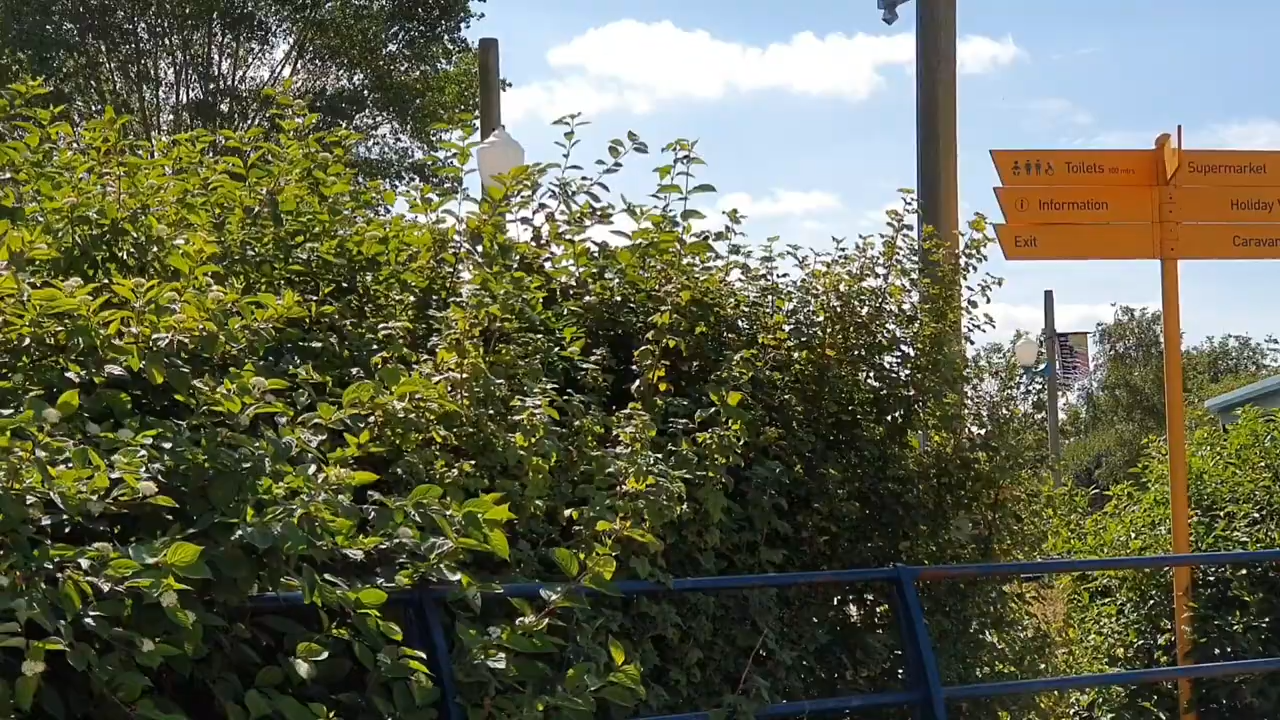 Toilets 100 mtrs
Information
Exit
Supermarket
Holiday
Caravan